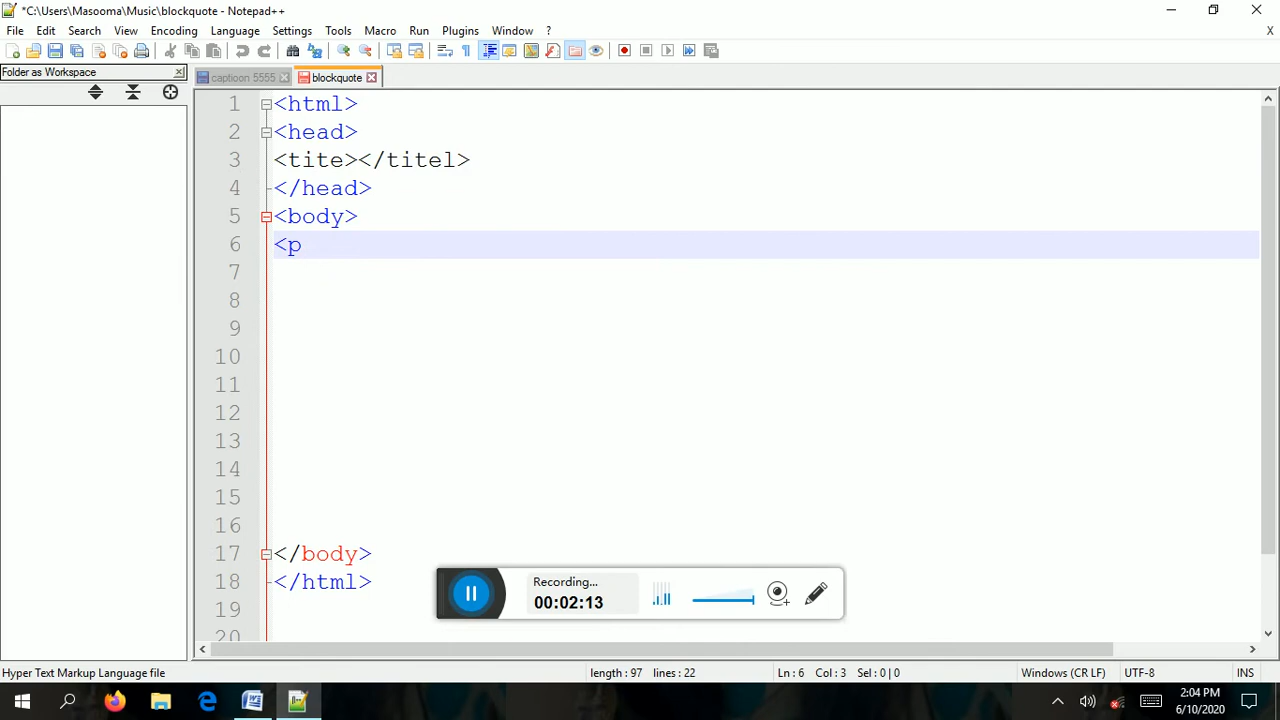 *C:\Users\Masooma\Music\blockquote - Notepad++
File Edit Search View Encoding Language Settings Tools Macro Run Plugins Window ? X
Folder as Workspace
captioon 5555 blockquote
1 <html>
2 <head>
3 <tite></titel>
4 </head>
5 <body>
6 <p
7
8
9
10
11
12
13
14
15
16
17 </body>
18 </html>
19
20
Recording...
00:02:13
Hyper Text Markup Language file length : 97 lines : 22 Ln : 6 Col : 3 Sel : 0 | 0 Windows (CR LF) UTF-8 INS
2:04 PM
6/10/2020